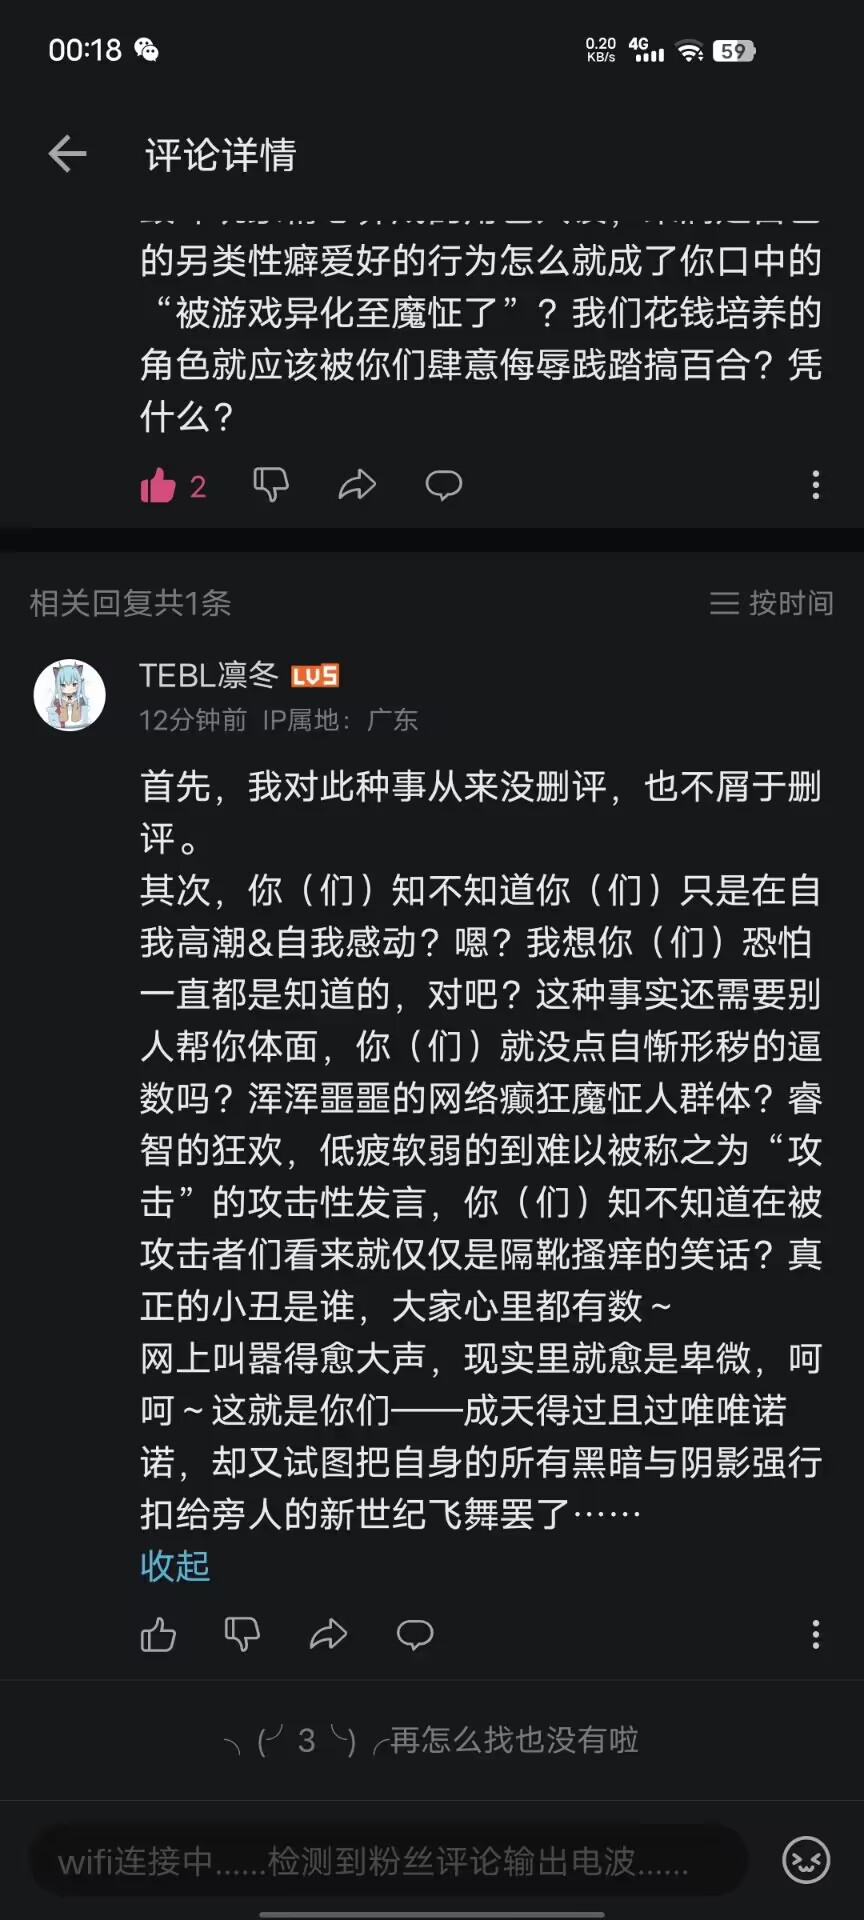 00:18
0.20 KB/s 4G 59
评论详情
的另类性癖爱好的行为怎么就成了你口中的
“被游戏异化至魔怔了”？我们花钱培养的
角色就应该被你们肆意侮辱践踏搞百合？凭
什么？
2
相关回复共1条
按时间
TEBL凛冬 LV5
12分钟前 IP属地：广东
首先，我对此种事从来没删评，也不屑于删
评。
其次，你（们）知不知道你（们）只是在自
我高潮&自我感动？嗯？我想你（们）恐怕
一直都是知道的，对吧？这种事实还需要别
人帮你体面，你（们）就没点自惭形秽的逼
数吗？浑浑噩噩的网络癫狂魔怔人群体？睿
智的狂欢，低疲软弱的到难以被称之为“攻
击”的攻击性发言，你（们）知不知道在被
攻击者们看来就仅仅是隔靴搔痒的笑话？真
正的小丑是谁，大家心里都有数～
网上叫嚣得愈大声，现实里就愈是卑微，呵
呵～这就是你们——成天得过且过唯唯诺
诺，却又试图把自身的所有黑暗与阴影强行
扣给旁人的新世纪飞舞罢了……
收起
╮(╯3╰)╭再怎么找也没有啦
wifi连接中......检测到粉丝评论输出电波......